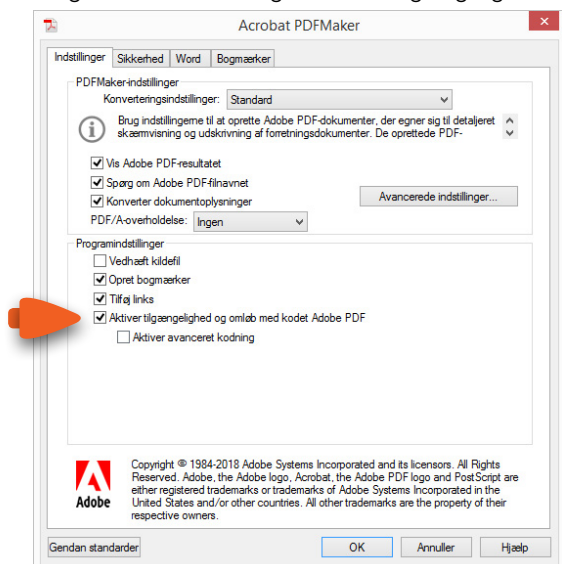 Acrobat PDFMaker
Indstillinger Sikkerhed Word Bogmærker
PDFMaker-indstillinger
Konverteringsindstillinger: Standard
Brug indstillingerne til at oprette Adobe PDF-dokumenter, der egner sig til detaljeret
skærmvisning og udskrivning af forretningsdokumenter. De oprettede PDF-
Vis Adobe PDF-resultatet
Spørg om Adobe PDF-filnavnet
Konverter dokumentoplysninger
Avancerede indstillinger...
PDF/A-overholdelse: Ingen
Programindstillinger
Vedhæft kildefil
Opret bogmærker
Tilføj links
Aktiver tilgængelighed og omløb med kodet Adobe PDF
Aktiver avanceret kodning
Adobe
Copyright © 1984-2018 Adobe Systems Incorporated and its licensors. All Rights
Reserved. Adobe, the Adobe logo, Acrobat, the Adobe PDF logo and PostScript are
either registered trademarks or trademarks of Adobe Systems Incorporated in the
United States and/or other countries. All other trademarks are the property of their
respective owners.
Gendan standarder OK Annuller Hjælp